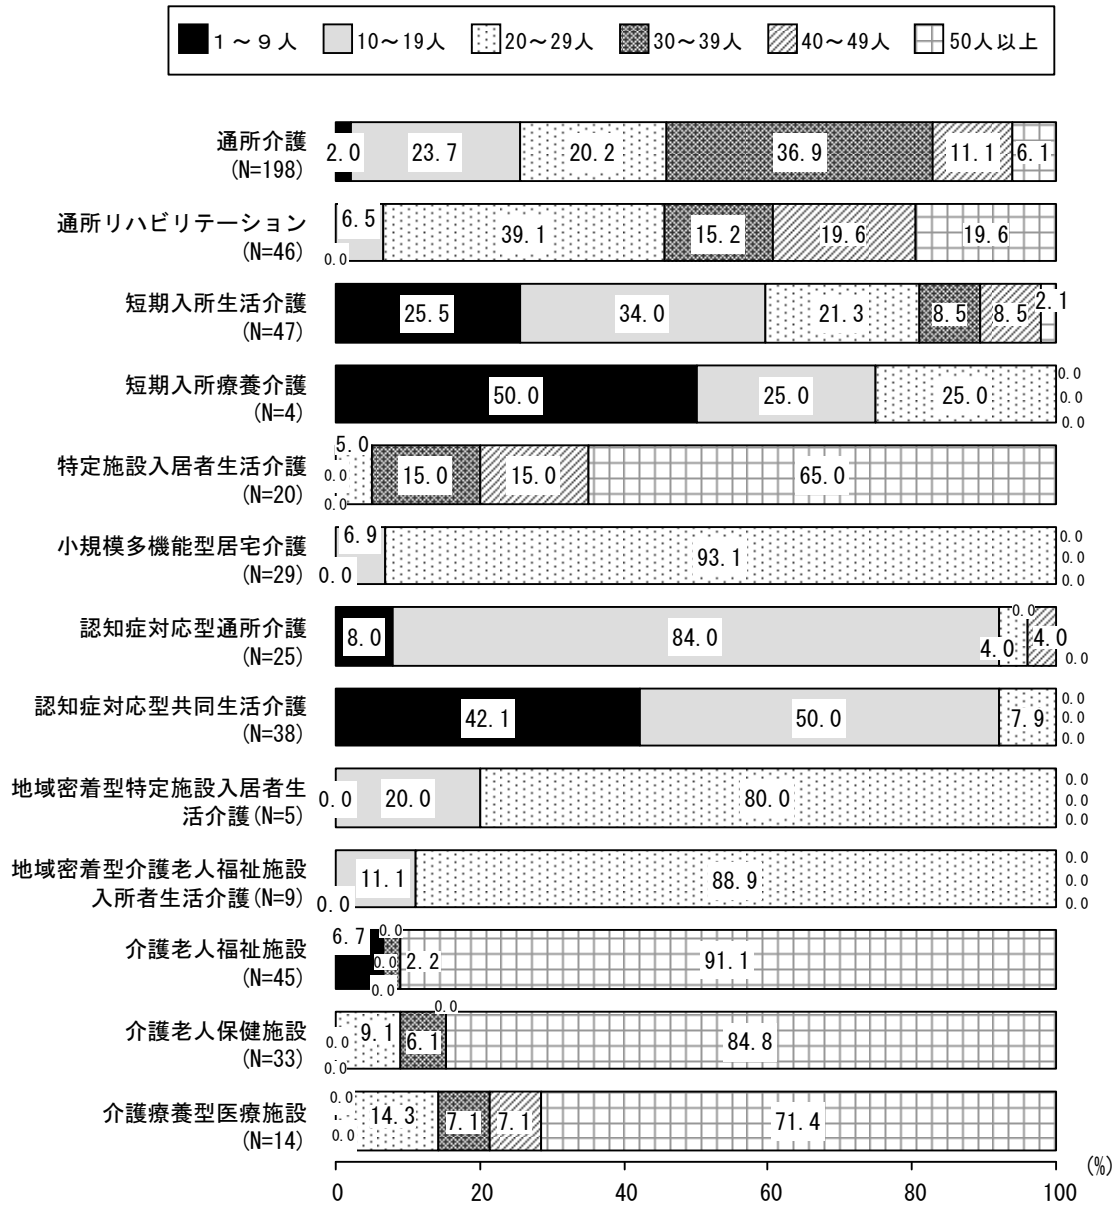 1～9人 10～19人 20～29人 30～39人 40～49人 50人以上
通所介護
(N=198)
2.0 23.7 20.2 36.9 11.1 6.1
通所リハビリテーション
(N=46)
0.0 6.5 39.1 15.2 19.6 19.6
短期入所生活介護
(N=47)
25.5 34.0 21.3 8.5 8.5 2.1
短期入所療養介護
(N=4)
50.0 25.0 25.0 0.0 0.0 0.0
特定施設入居者生活介護
(N=20)
0.0 0.0 5.0 15.0 15.0 65.0
小規模多機能型居宅介護
(N=29)
0.0 6.9 93.1 0.0 0.0 0.0
認知症対応型通所介護
(N=25)
8.0 84.0 4.0 0.0 4.0 0.0
認知症対応型共同生活介護
(N=38)
42.1 50.0 7.9 0.0 0.0 0.0
地域密着型特定施設入居者生
活介護(N=5)
0.0 20.0 80.0 0.0 0.0 0.0
地域密着型介護老人福祉施設
入所者生活介護(N=9)
0.0 11.1 88.9 0.0 0.0 0.0
介護老人福祉施設
(N=45)
6.7 0.0 0.0 2.2 0.0 91.1
介護老人保健施設
(N=33)
0.0 0.0 9.1 6.1 0.0 84.8
介護療養型医療施設
(N=14)
0.0 0.0 14.3 7.1 7.1 71.4
0 20 40 60 80 100
(%)